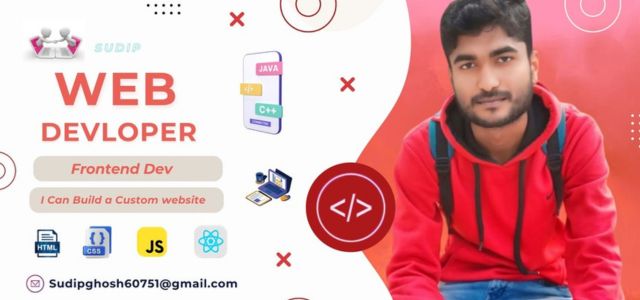 SUDIP
WEB
DEVLOPER
Frontend Dev
I Can Build a Custom website
HTML
CSS
JS
Sudipghosh60751@gmail.com
JAVA
</>
C++
</>